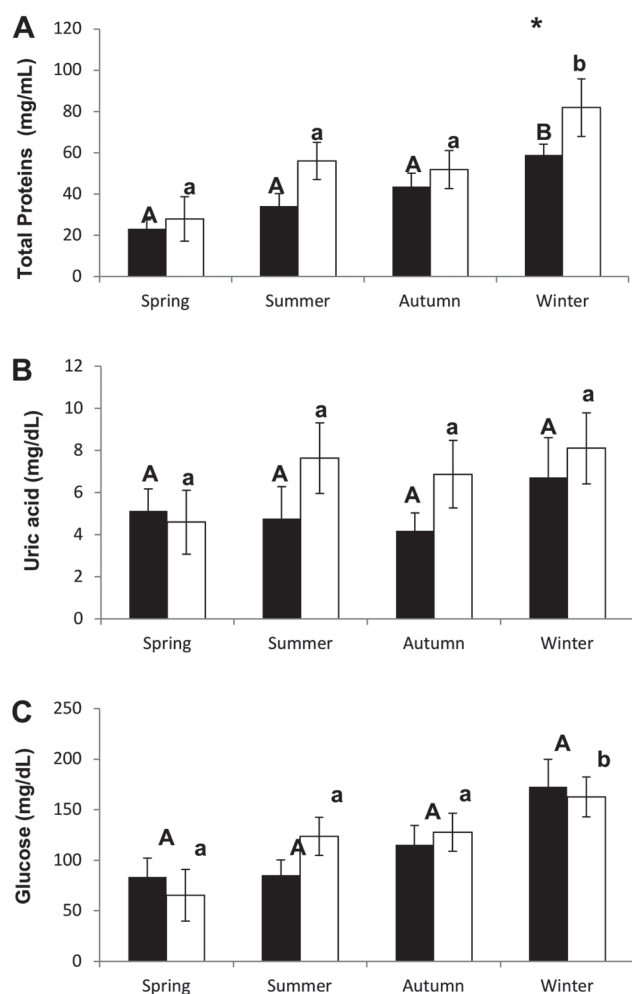 A
*
120
b
100
80
a
a
B
60
A
a
A
40
A
20
0
Total Proteins (mg/mL)
Spring Summer Autumn Winter
B
12
a
10
a
a
A
8
A
a
A
A
6
4
2
0
Uric acid (mg/dL)
Spring Summer Autumn Winter
C
250
A
b
200
a
A
a
150
A
a
A
100
50
0
Glucose (mg/dL)
Spring Summer Autumn Winter